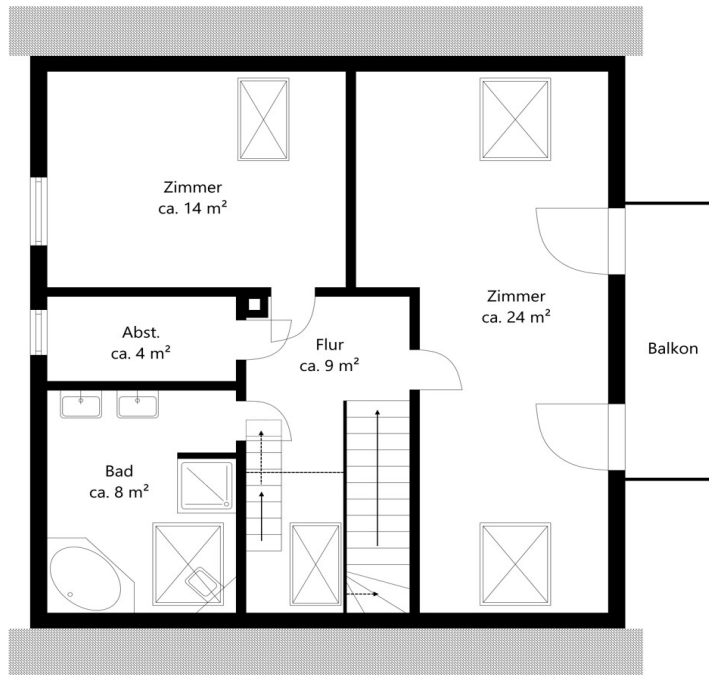 Zimmer
ca. 14 m²
Zimmer
ca. 24 m²
Abst.
ca. 4 m²
Flur
ca. 9 m²
Balkon
Bad
ca. 8 m²